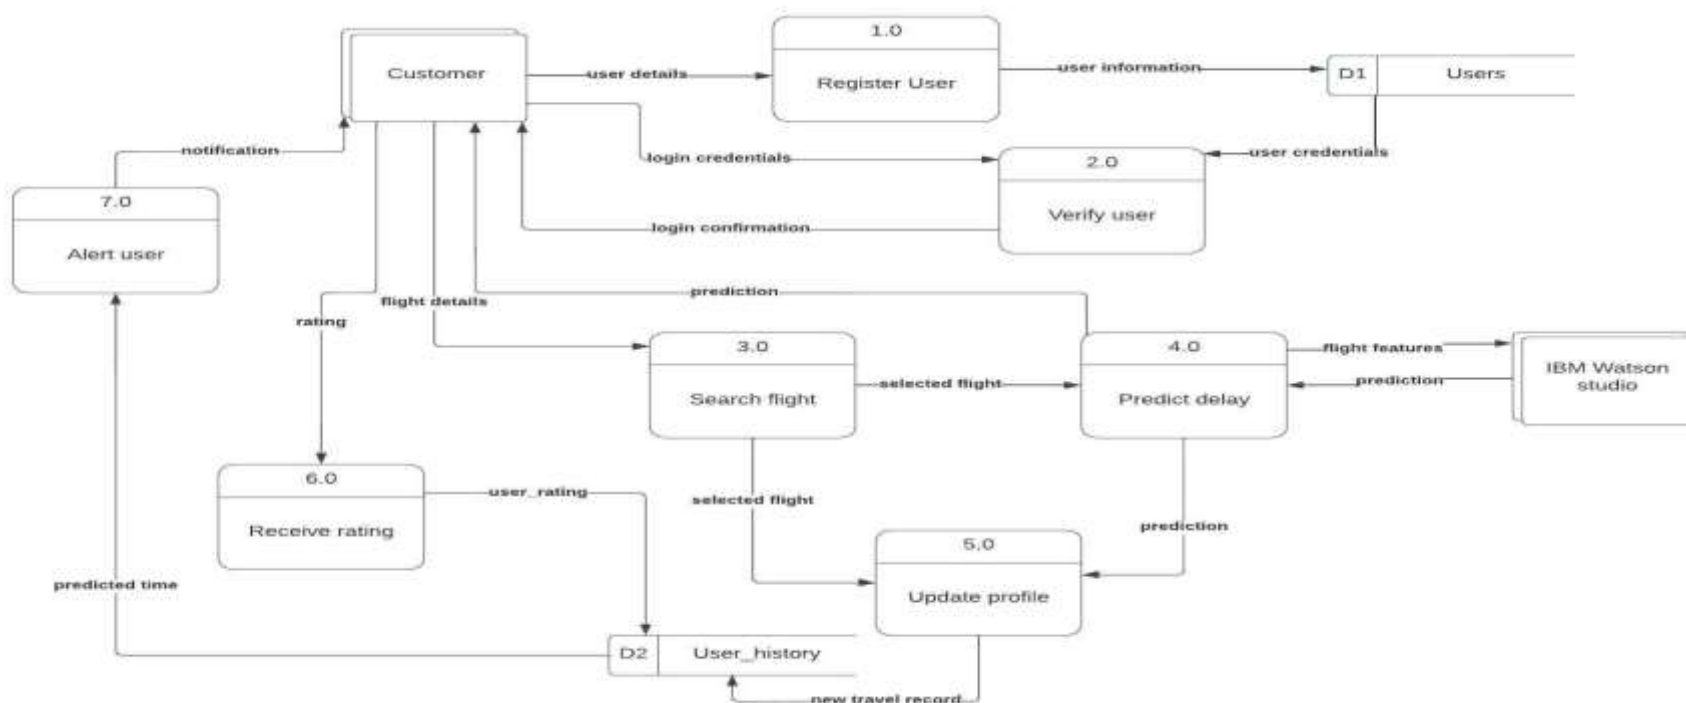 1.0
Customer
user details
Register User
user information
D1
Users
notification
login credentials
user credentials
2.0
7.0
Verify user
login confirmation
Alert user
prediction
flight details
rating
3.0
4.0
flight features
IBM Watson
studio
selected flight
prediction
Search flight
Predict delay
6.0
user_rating
selected flight
Receive rating
prediction
5.0
predicted time
Update profile
D2
User_history
new travel record